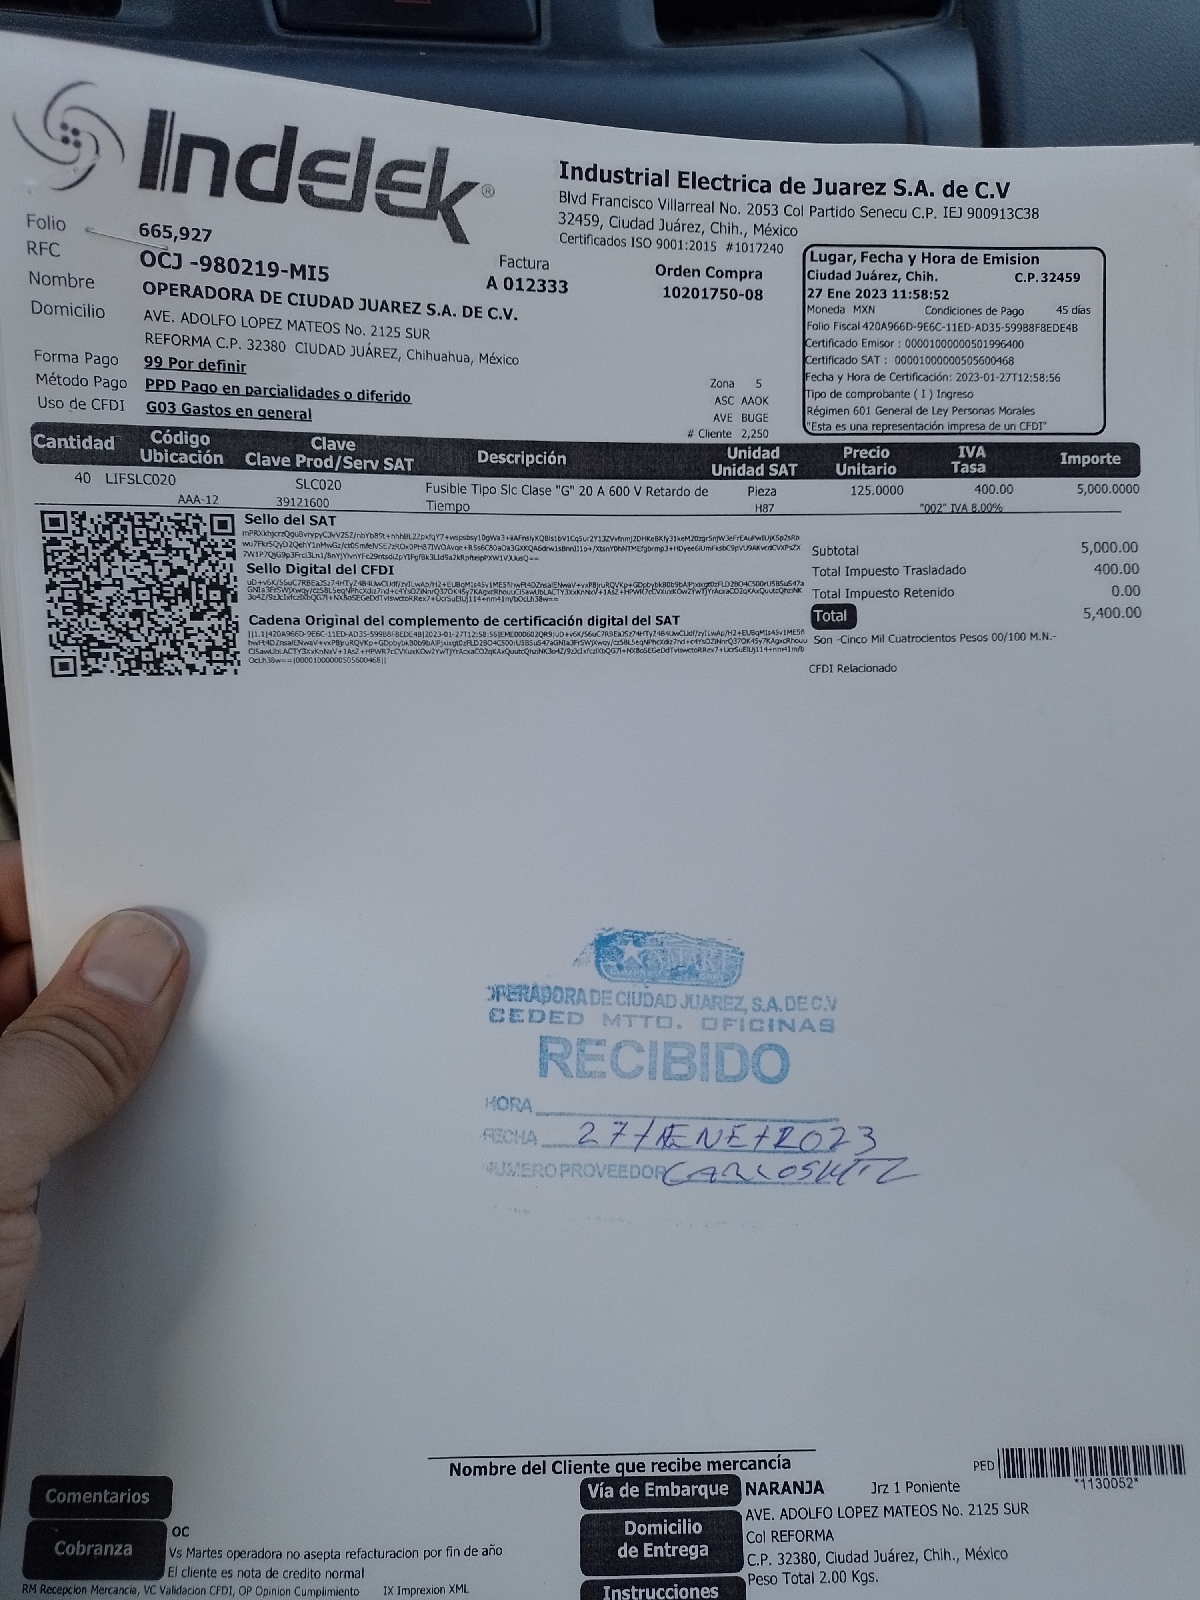 Indelek®
Industrial Electrica de Juarez S.A. de C.V
Blvd Francisco Villarreal No. 2053 Col Partido Senecu C.P. IEJ 900913C38
32459, Ciudad Juárez, Chih., México
Certificados ISO 9001:2015 #1017240
Folio 665,927
RFC OCJ -980219-MI5
Factura
A 012333
Orden Compra
10201750-08
Nombre OPERADORA DE CIUDAD JUAREZ S.A. DE C.V.
Domicilio AVE. ADOLFO LOPEZ MATEOS No. 2125 SUR
REFORMA C.P. 32380 CIUDAD JUÁREZ, Chihuahua, México
Forma Pago 99 Por definir
Método Pago PPD Pago en parcialidades o diferido
Uso de CFDI G03 Gastos en general
Zona 5
ASC AAOK
AVE BUGE
# Cliente 2,250
Lugar, Fecha y Hora de Emision
Ciudad Juárez, Chih. C.P. 32459
27 Ene 2023 11:58:52
Moneda MXN Condiciones de Pago 45 días
Folio Fiscal 420A966D-9E6C-11ED-AD35-599B8F8EDE4B
Certificado Emisor : 00001000000501996400
Certificado SAT : 00001000000505600468
Fecha y Hora de Certificación: 2023-01-27T12:58:56
Tipo de comprobante ( I ) Ingreso
Régimen 601 General de Ley Personas Morales
"Esta es una representación impresa de un CFDI"
Cantidad Código Ubicación Clave Clave Prod/Serv SAT Descripción Unidad Unidad SAT Precio Unitario IVA Tasa Importe
40 LIFSLC020 SLC020 Fusible Tipo Slc Clase "G" 20 A 600 V Retardo de Pieza 125.0000 400.00 5,000.0000
AAA-12 39121600 Tiempo H87 "002" IVA 8.00%
Sello del SAT
Sello Digital del CFDI
Cadena Original del complemento de certificación digital del SAT
Subtotal 5,000.00
Total Impuesto Trasladado 400.00
Total Impuesto Retenido 0.00
Total 5,400.00
Son -Cinco Mil Cuatrocientos Pesos 00/100 M.N.-
CFDI Relacionado
OPERADORA DE CIUDAD JUAREZ, S.A. DE C.V
CEDED MTTO. OFICINAS
RECIBIDO
HORA
FECHA 27/ENE/2023
NUMERO PROVEEDOR CARLOS
Nombre del Cliente que recibe mercancía
PED *1130052*
Comentarios
Cobranza
OC
Vs Martes operadora no asepta refacturacion por fin de año
El cliente es nota de credito normal
RM Recepcion Mercancia, VC Validacion CFDI, OP Opinion Cumplimiento IX Imprexion XML
Vía de Embarque NARANJA Jrz 1 Poniente
Domicilio de Entrega AVE. ADOLFO LOPEZ MATEOS No. 2125 SUR
Col REFORMA
C.P. 32380, Ciudad Juárez, Chih., México
Peso Total 2.00 Kgs.
Instrucciones